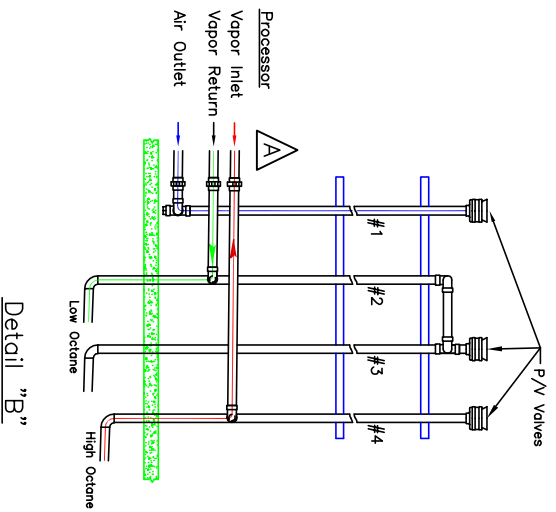 Processor
Vapor Inlet
Vapor Return
Air Outlet
A
#1
#2
#3
#4
P/V Valves
Low Octane
High Octane
Detail "B"